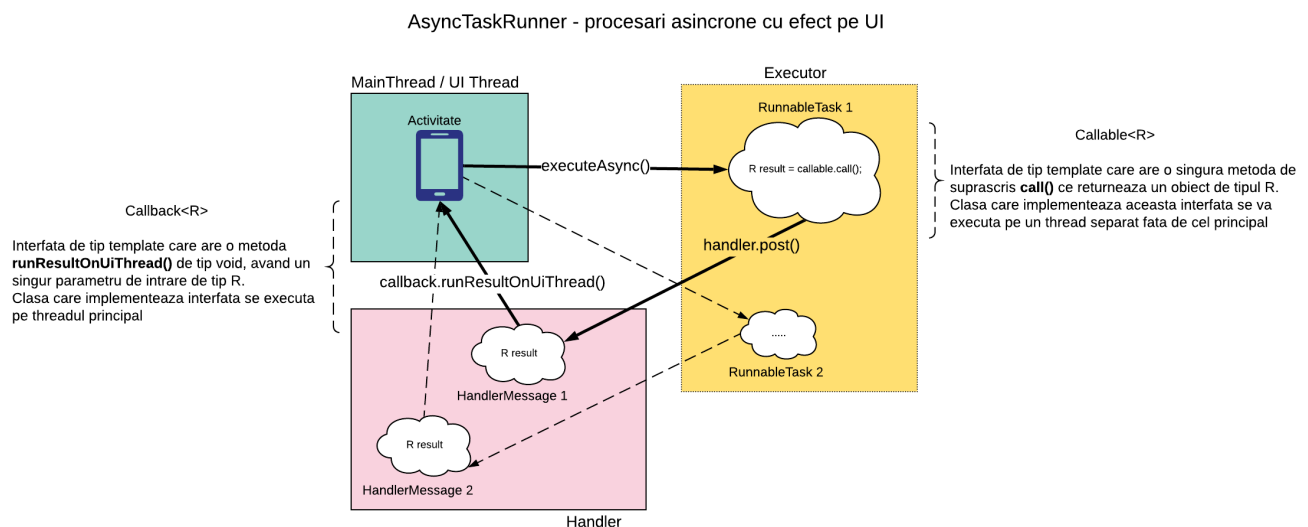 AsyncTaskRunner - procesari asincrone cu efect pe UI
MainThread / UI Thread
Executor
Activitate
RunnableTask 1
executeAsync()
R result = callable.call();
Callable<R>
Interfata de tip template care are o singura metoda de
suprascris call() ce returneaza un obiect de tipul R.
Clasa care implementeaza aceasta interfata se va
executa pe un thread separat fata de cel principal
Callback<R>
Interfata de tip template care are o metoda
runResultOnUiThread() de tip void, avand un
singur parametru de intrare de tip R.
Clasa care implementeaza interfata se executa
pe threadul principal
handler.post()
callback.runResultOnUiThread()
.....
RunnableTask 2
R result
HandlerMessage 1
R result
HandlerMessage 2
Handler